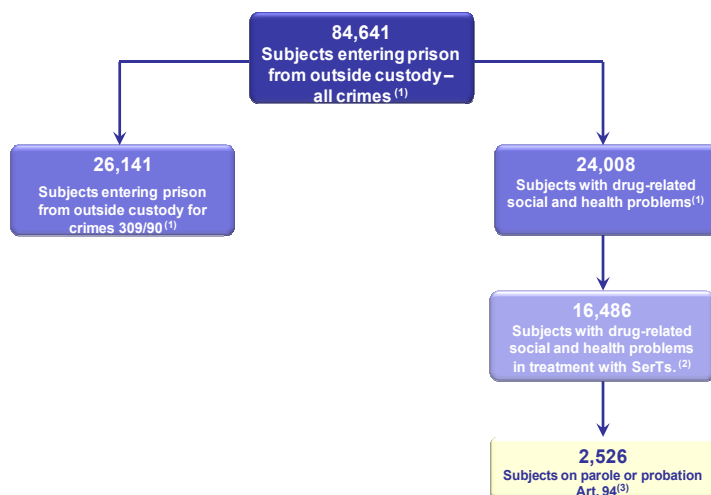 84,641
Subjects entering prison
from outside custody–
all crimes (1)
26,141
Subjects entering prison
from outside custody for
crimes 309/90 (1)
24,008
Subjects with drug-related
social and health problems(1)
16,486
Subjects with drug-related
social and health problems
in treatment with SerTs. (2)
2,526
Subjects on parole or probation
Art. 94(3)